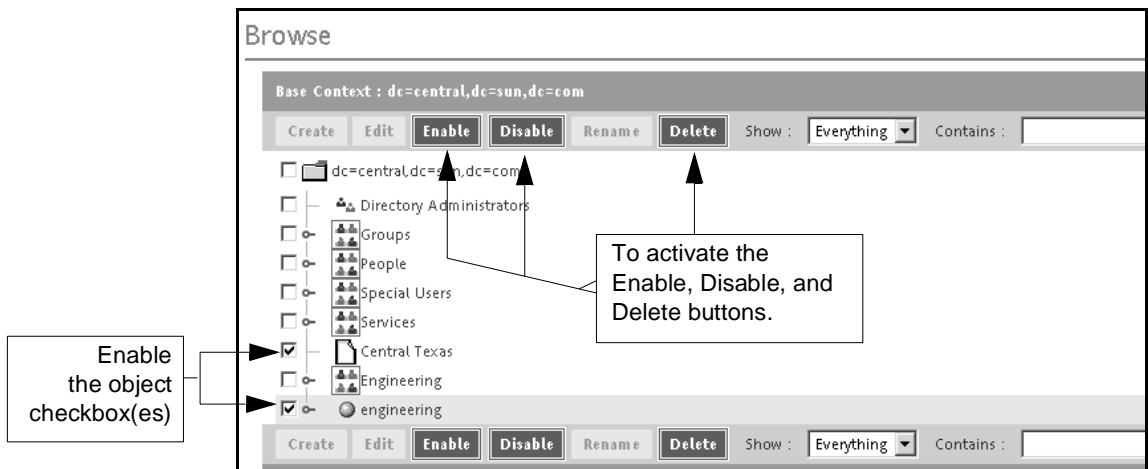 Browse
Base Context : dc=central,dc=sun,dc=com
Create Edit Enable Disable Rename Delete Show : Everything Contains :
dc=central,dc=sun,dc=com
Directory Administrators
Groups
People
Special Users
Services
Central Texas
Engineering
engineering
To activate the
Enable, Disable, and
Delete buttons.
Enable
the object
checkbox(es)
Create Edit Enable Disable Rename Delete Show : Everything Contains :